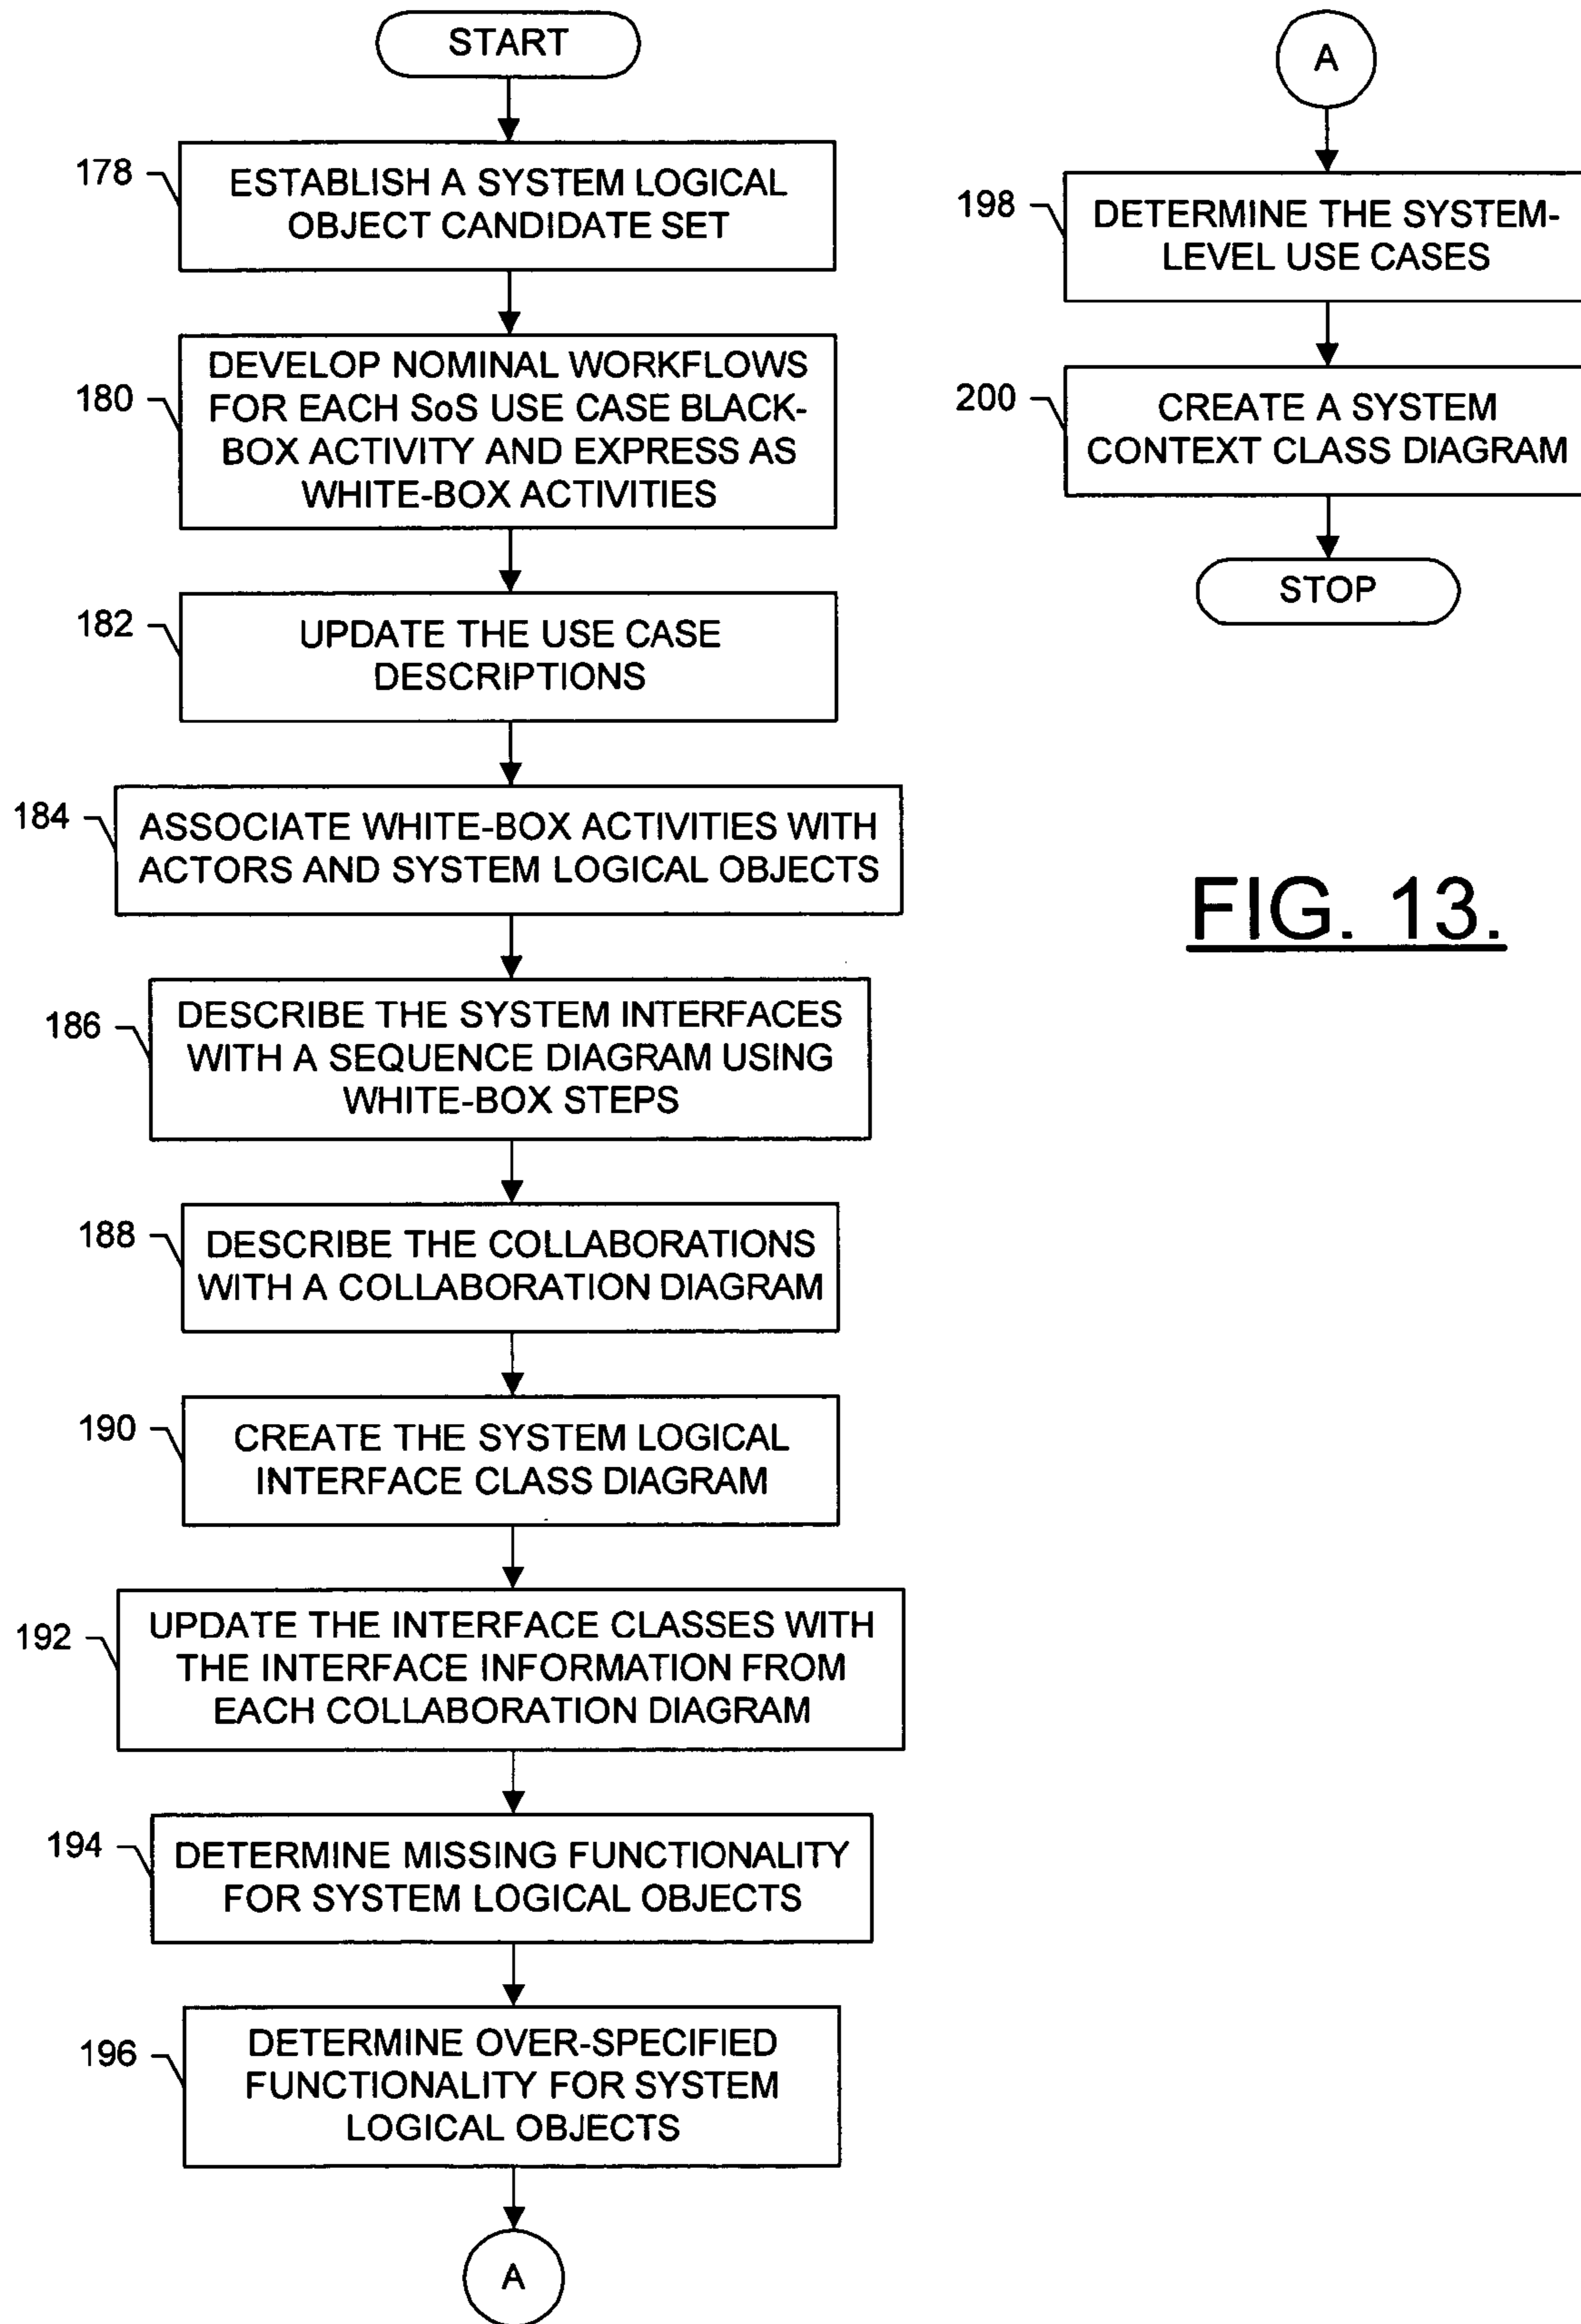 START
178
ESTABLISH A SYSTEM LOGICAL
OBJECT CANDIDATE SET
180
DEVELOP NOMINAL WORKFLOWS
FOR EACH SoS USE CASE BLACK-
BOX ACTIVITY AND EXPRESS AS
WHITE-BOX ACTIVITIES
182
UPDATE THE USE CASE
DESCRIPTIONS
184
ASSOCIATE WHITE-BOX ACTIVITIES WITH
ACTORS AND SYSTEM LOGICAL OBJECTS
186
DESCRIBE THE SYSTEM INTERFACES
WITH A SEQUENCE DIAGRAM USING
WHITE-BOX STEPS
188
DESCRIBE THE COLLABORATIONS
WITH A COLLABORATION DIAGRAM
190
CREATE THE SYSTEM LOGICAL
INTERFACE CLASS DIAGRAM
192
UPDATE THE INTERFACE CLASSES WITH
THE INTERFACE INFORMATION FROM
EACH COLLABORATION DIAGRAM
194
DETERMINE MISSING FUNCTIONALITY
FOR SYSTEM LOGICAL OBJECTS
196
DETERMINE OVER-SPECIFIED
FUNCTIONALITY FOR SYSTEM
LOGICAL OBJECTS
A
A
198
DETERMINE THE SYSTEM-
LEVEL USE CASES
200
CREATE A SYSTEM
CONTEXT CLASS DIAGRAM
STOP
FIG. 13.